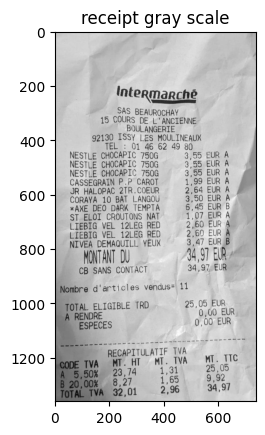 receipt gray scale
Intermarché
SAS BEAUROCHAY
15 COURS DE L'ANCIENNE
BOULANGERIE
92130 ISSY LES MOULINEAUX
TEL : 01 46 62 49 80
NESTLE CHOCAPIC 750G 3,55 EUR A
NESTLE CHOCAPIC 750G 3,55 EUR A
NESTLE CHOCAPIC 750G 3,55 EUR A
CASSEGRAIN P.P CAROT 1,99 EUR A
JR HALOPAC 2TR.COEUR 2,64 EUR A
CORAYA 10 BAT LANGOU 3,50 EUR A
*AXE DEO DARK TEMPTA 6,45 EUR B
ST ELOI CROUTONS NAT 1,07 EUR A
LIEBIG VEL 12LEG RED 2,60 EUR A
LIEBIG VEL 12LEG RED 2,60 EUR A
NIVEA DEMAQUILL YEUX 3,47 EUR B
MONTANT DU 34,97 EUR
CB SANS CONTACT 34,97 EUR
Nombre d'articles vendus= 11
TOTAL ELIGIBLE TRD 25,05 EUR
A RENDRE 0,00 EUR
ESPECES 0,00 EUR
RECAPITULATIF TVA
CODE TVA MT. HT MT. TVA MT. TTC
A 5,50% 23,74 1,31 25,05
B 20,00% 8,27 1,65 9,92
TOTAL TVA 32,01 2,96 34,97
0
200
400
600
800
1000
1200
0 200 400 600